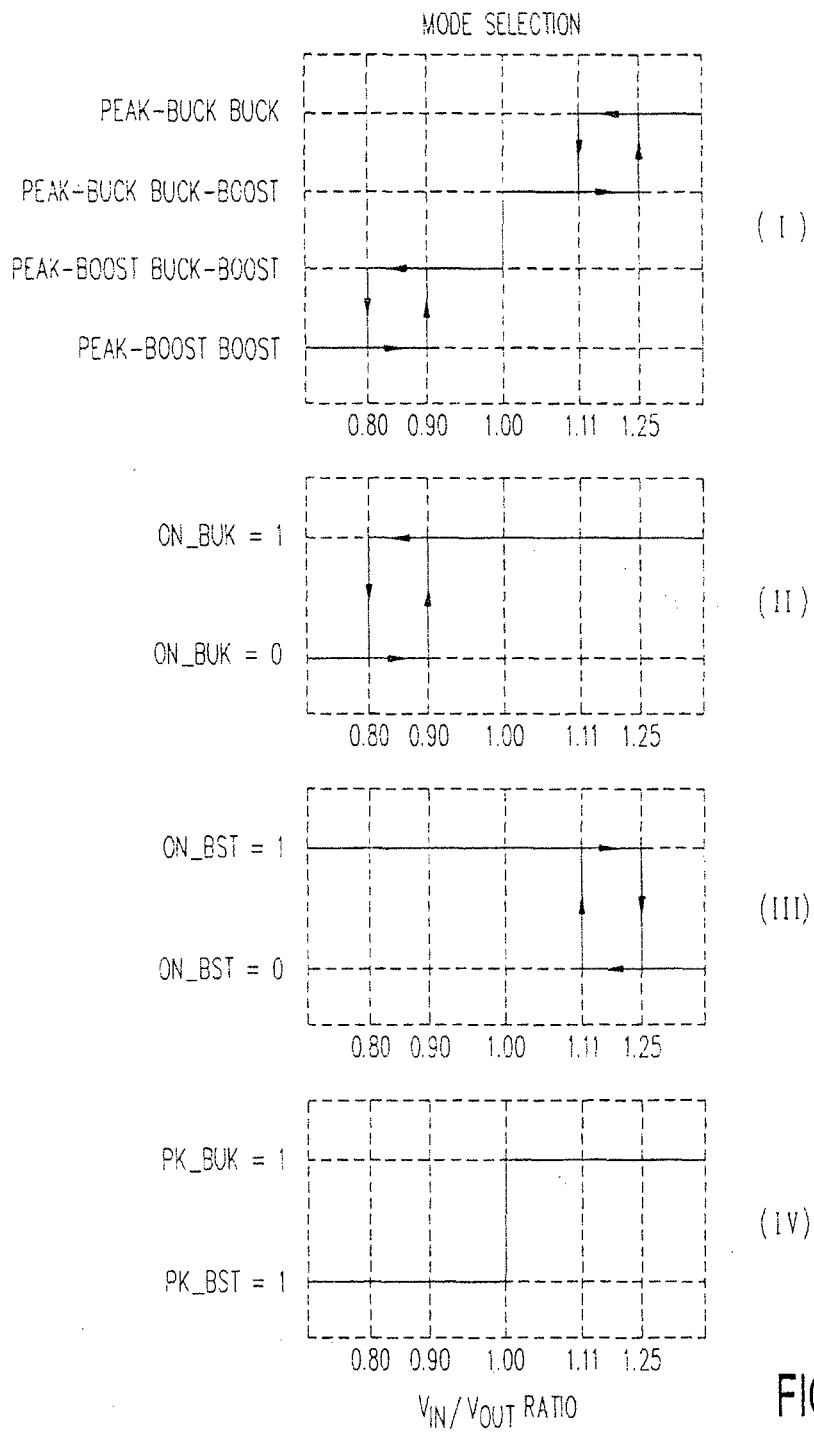 MODE SELECTION
PEAK-BUCK BUCK
PEAK-BUCK BUCK-BOOST
PEAK-BOOST BUCK-BOOST
PEAK-BOOST BOOST
(I)
0.80 0.90 1.00 1.11 1.25
ON_BUK = 1
ON_BUK = 0
(II)
0.80 0.90 1.00 1.11 1.25
ON_BST = 1
ON_BST = 0
(III)
0.80 0.90 1.00 1.11 1.25
PK_BUK = 1
PK_BST = 1
(IV)
0.80 0.90 1.00 1.11 1.25
VIN/VOUT RATIO